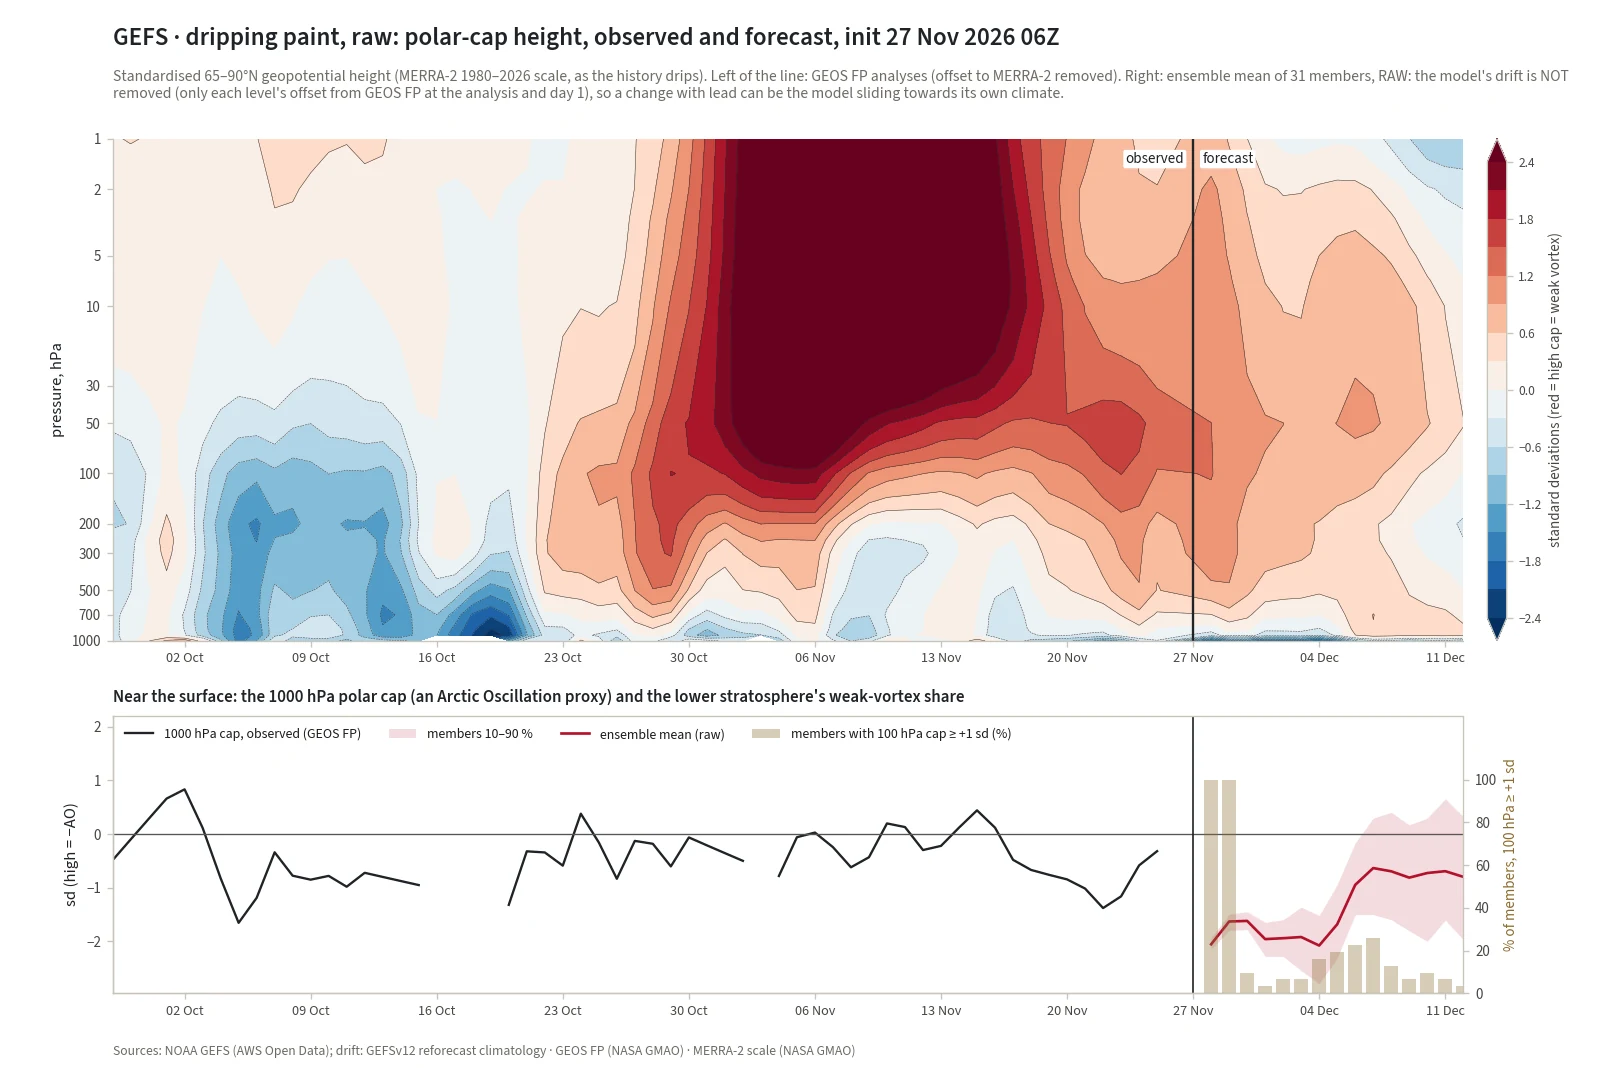 GEFS · dripping paint, raw: polar-cap height, observed and forecast, init 27 Nov 2026 06Z
Standardised 65–90°N geopotential height (MERRA-2 1980–2026 scale, as the history drips). Left of the line: GEOS FP analyses (offset to MERRA-2 removed). Right: ensemble mean of 31 members, RAW: the model's drift is NOT
removed (only each level's offset from GEOS FP at the analysis and day 1), so a change with lead can be the model sliding towards its own climate.
observed
forecast
pressure, hPa
1
2
5
10
30
50
100
200
300
500
700
1000
02 Oct
09 Oct
16 Oct
23 Oct
30 Oct
06 Nov
13 Nov
20 Nov
27 Nov
04 Dec
11 Dec
2.4
1.8
1.2
0.6
0.0
−0.6
−1.2
−1.8
−2.4
standard deviations (red = high cap = weak vortex)
Near the surface: the 1000 hPa polar cap (an Arctic Oscillation proxy) and the lower stratosphere's weak-vortex share
1000 hPa cap, observed (GEOS FP)
members 10–90 %
ensemble mean (raw)
members with 100 hPa cap ≥ +1 sd (%)
sd (high = −AO)
2
1
0
−1
−2
100
80
60
40
20
0
% of members, 100 hPa ≥ +1 sd
02 Oct
09 Oct
16 Oct
23 Oct
30 Oct
06 Nov
13 Nov
20 Nov
27 Nov
04 Dec
11 Dec
Sources: NOAA GEFS (AWS Open Data); drift: GEFSv12 reforecast climatology · GEOS FP (NASA GMAO) · MERRA-2 scale (NASA GMAO)